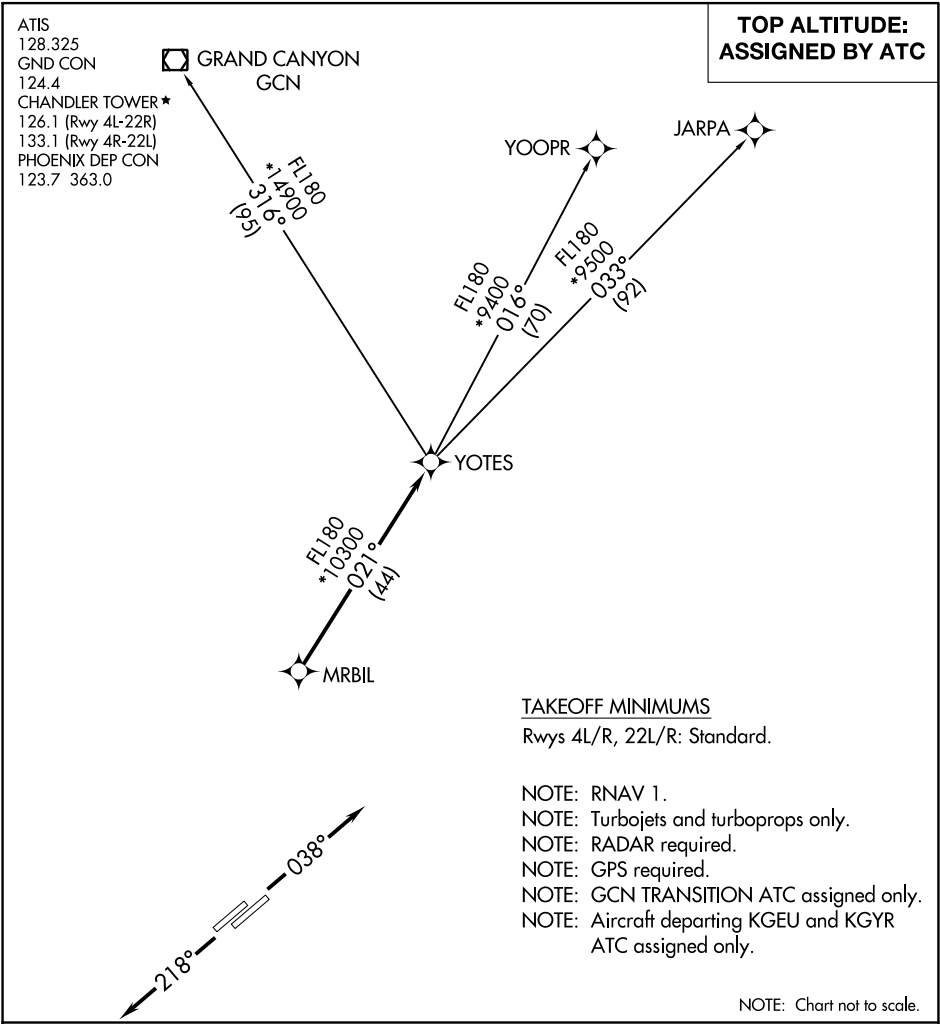 ATIS
128.325
GND CON
124.4
CHANDLER TOWER ★
126.1 (Rwy 4L-22R)
133.1 (Rwy 4R-22L)
PHOENIX DEP CON
123.7 363.0
TOP ALTITUDE:
ASSIGNED BY ATC
GRAND CANYON
GCN
YOOPR
JARPA
FL180
*14900
316°
(95)
FL180
*9400
016°
(70)
FL180
*9500
033°
(92)
YOTES
FL180
*10300
021°
(44)
MRBIL
TAKEOFF MINIMUMS
Rwys 4L/R, 22L/R: Standard.
NOTE: RNAV 1.
NOTE: Turbojets and turboprops only.
NOTE: RADAR required.
NOTE: GPS required.
NOTE: GCN TRANSITION ATC assigned only.
NOTE: Aircraft departing KGEU and KGYR
ATC assigned only.
038°
218°
NOTE: Chart not to scale.